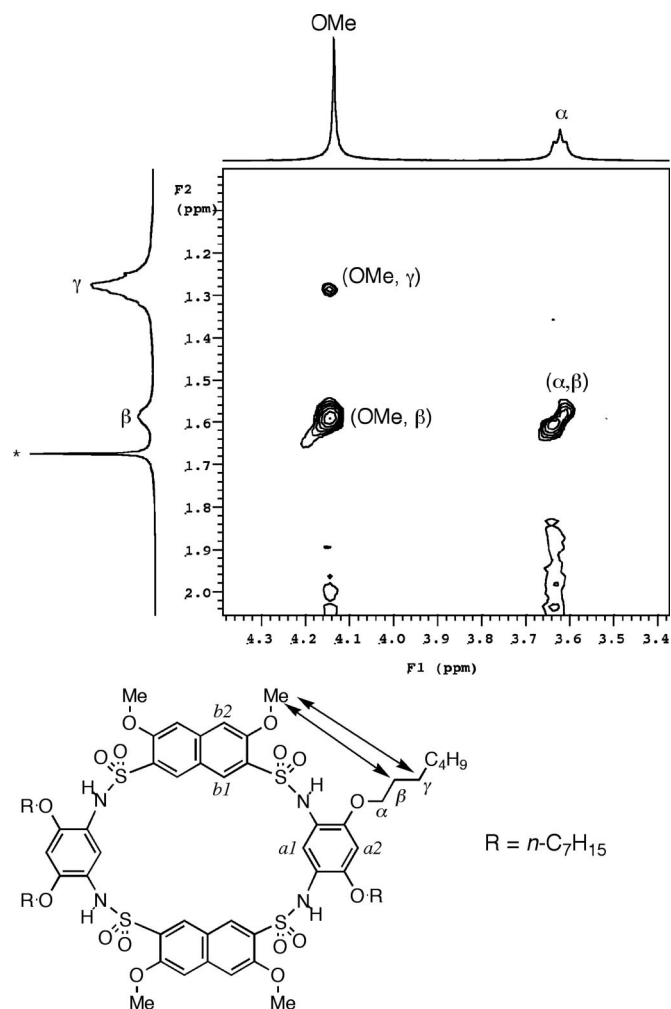 OMe
α
F2
(ppm)
1.2
γ
(OMe, γ)
1.3
1.4
1.5
(α,β)
β
1.6
(OMe, β)
*
1.7
1.8
1.9
2.0
4.3 4.2 4.1 4.0 3.9 3.8 3.7 3.6 3.5 3.4
F1 (ppm)
Me b2 Me
O O
C4H9
O O β γ
S b1 S O
H N O N H O α
R·O
a1 a2 R = n-C7H15
R·O
N H O·R
H N
O S S O
O O
O O
Me Me